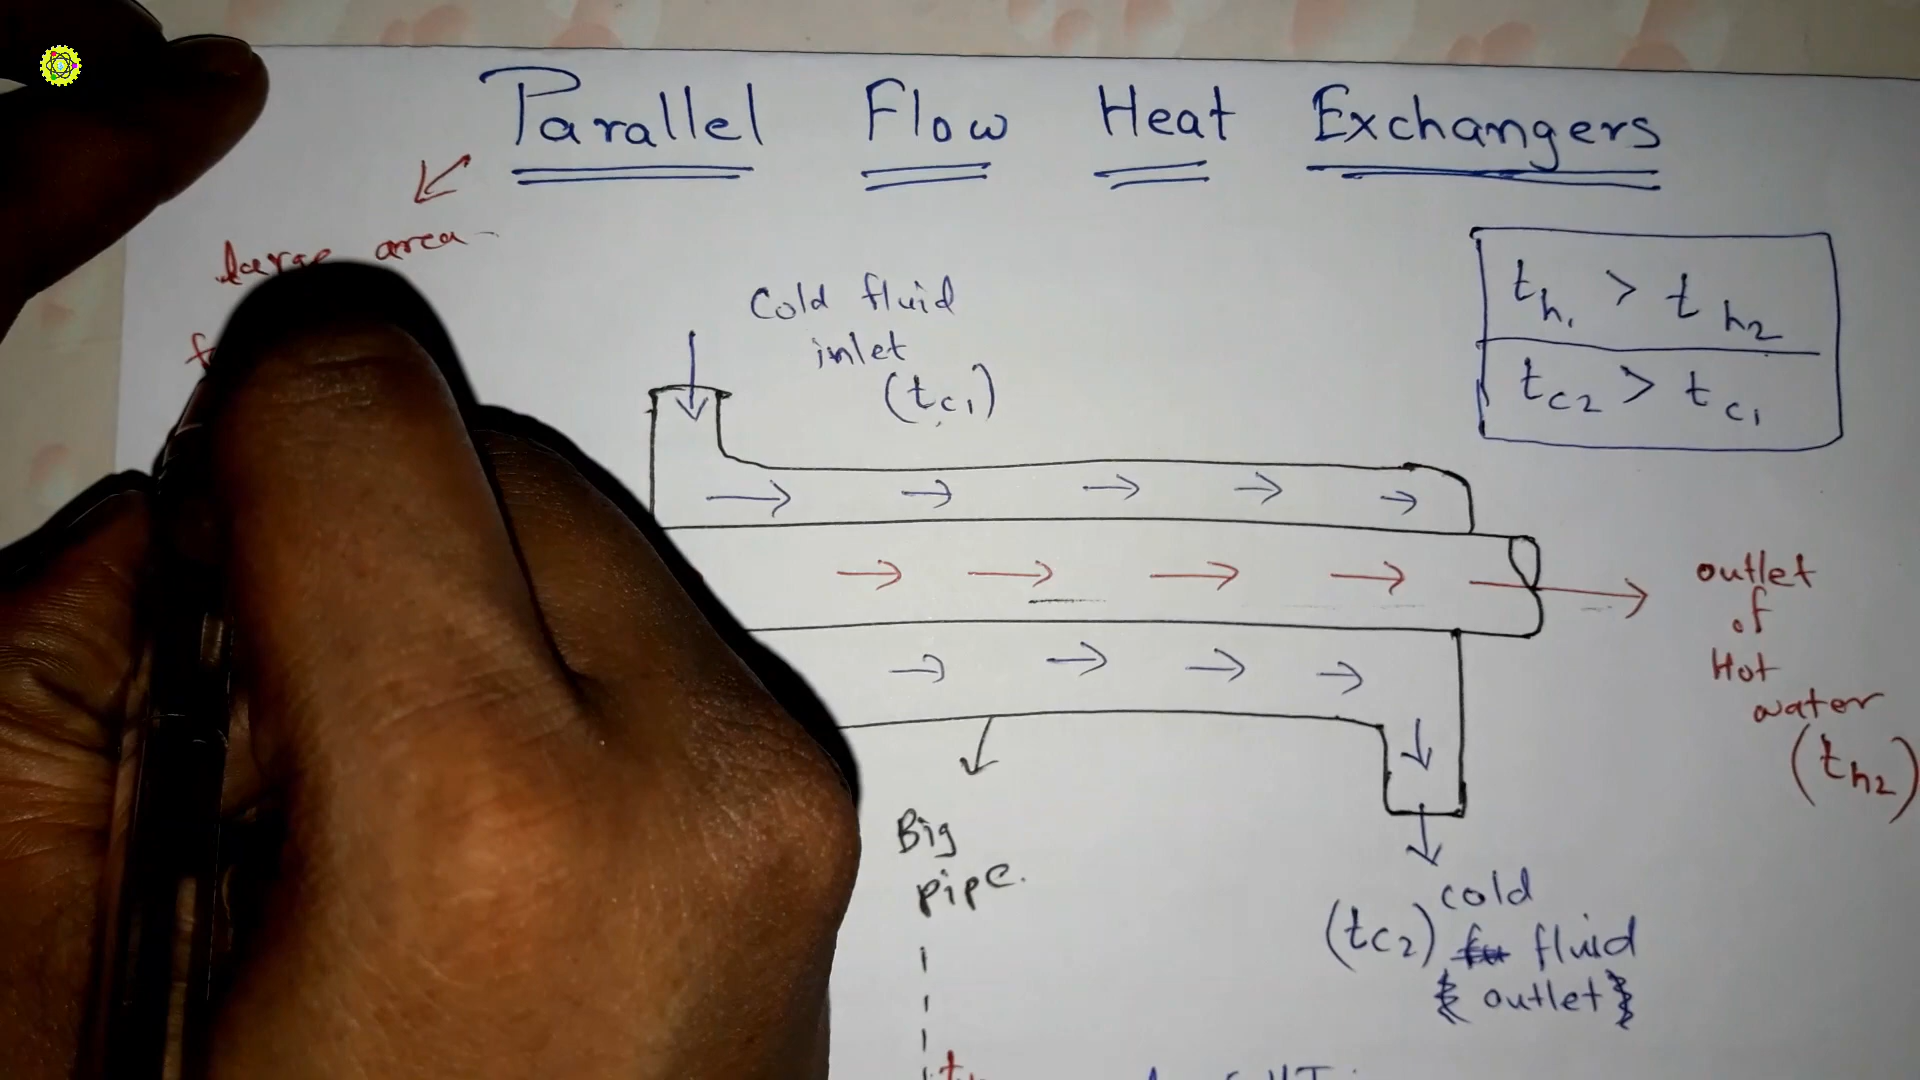 Parallel Flow Heat Exchangers
large area
Cold fluid
inlet
(tc1)
th1 > th2
tc2 > tc1
outlet
of
Hot
water
(th2)
Big
pipe.
cold
(tc2) fluid
outlet